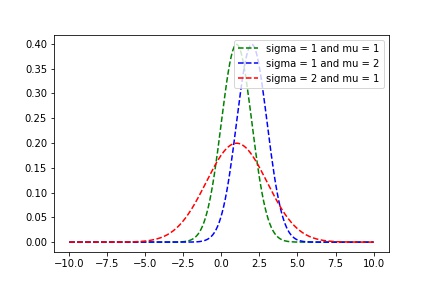 0.40
0.35
0.30
0.25
0.20
0.15
0.10
0.05
0.00
sigma = 1 and mu = 1
sigma = 1 and mu = 2
sigma = 2 and mu = 1
−10.0 −7.5 −5.0 −2.5 0.0 2.5 5.0 7.5 10.0